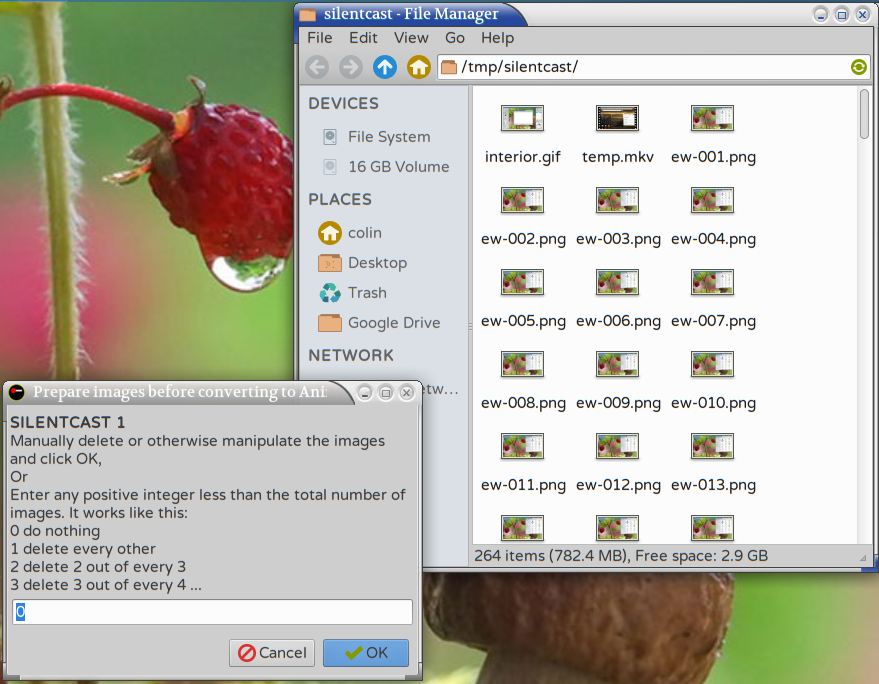 silentcast - File Manager
File Edit View Go Help
/tmp/silentcast/
DEVICES
File System
16 GB Volume
PLACES
colin
Desktop
Trash
Google Drive
NETWORK
interior.gif temp.mkv ew-001.png
ew-002.png ew-003.png ew-004.png
ew-005.png ew-006.png ew-007.png
ew-008.png ew-009.png ew-010.png
ew-011.png ew-012.png ew-013.png
264 items (782.4 MB), Free space: 2.9 GB
Prepare images before converting to Ani
SILENTCAST 1
Manually delete or otherwise manipulate the images
and click OK,
Or
Enter any positive integer less than the total number of
images. It works like this:
0 do nothing
1 delete every other
2 delete 2 out of every 3
3 delete 3 out of every 4 ...
0
Cancel OK